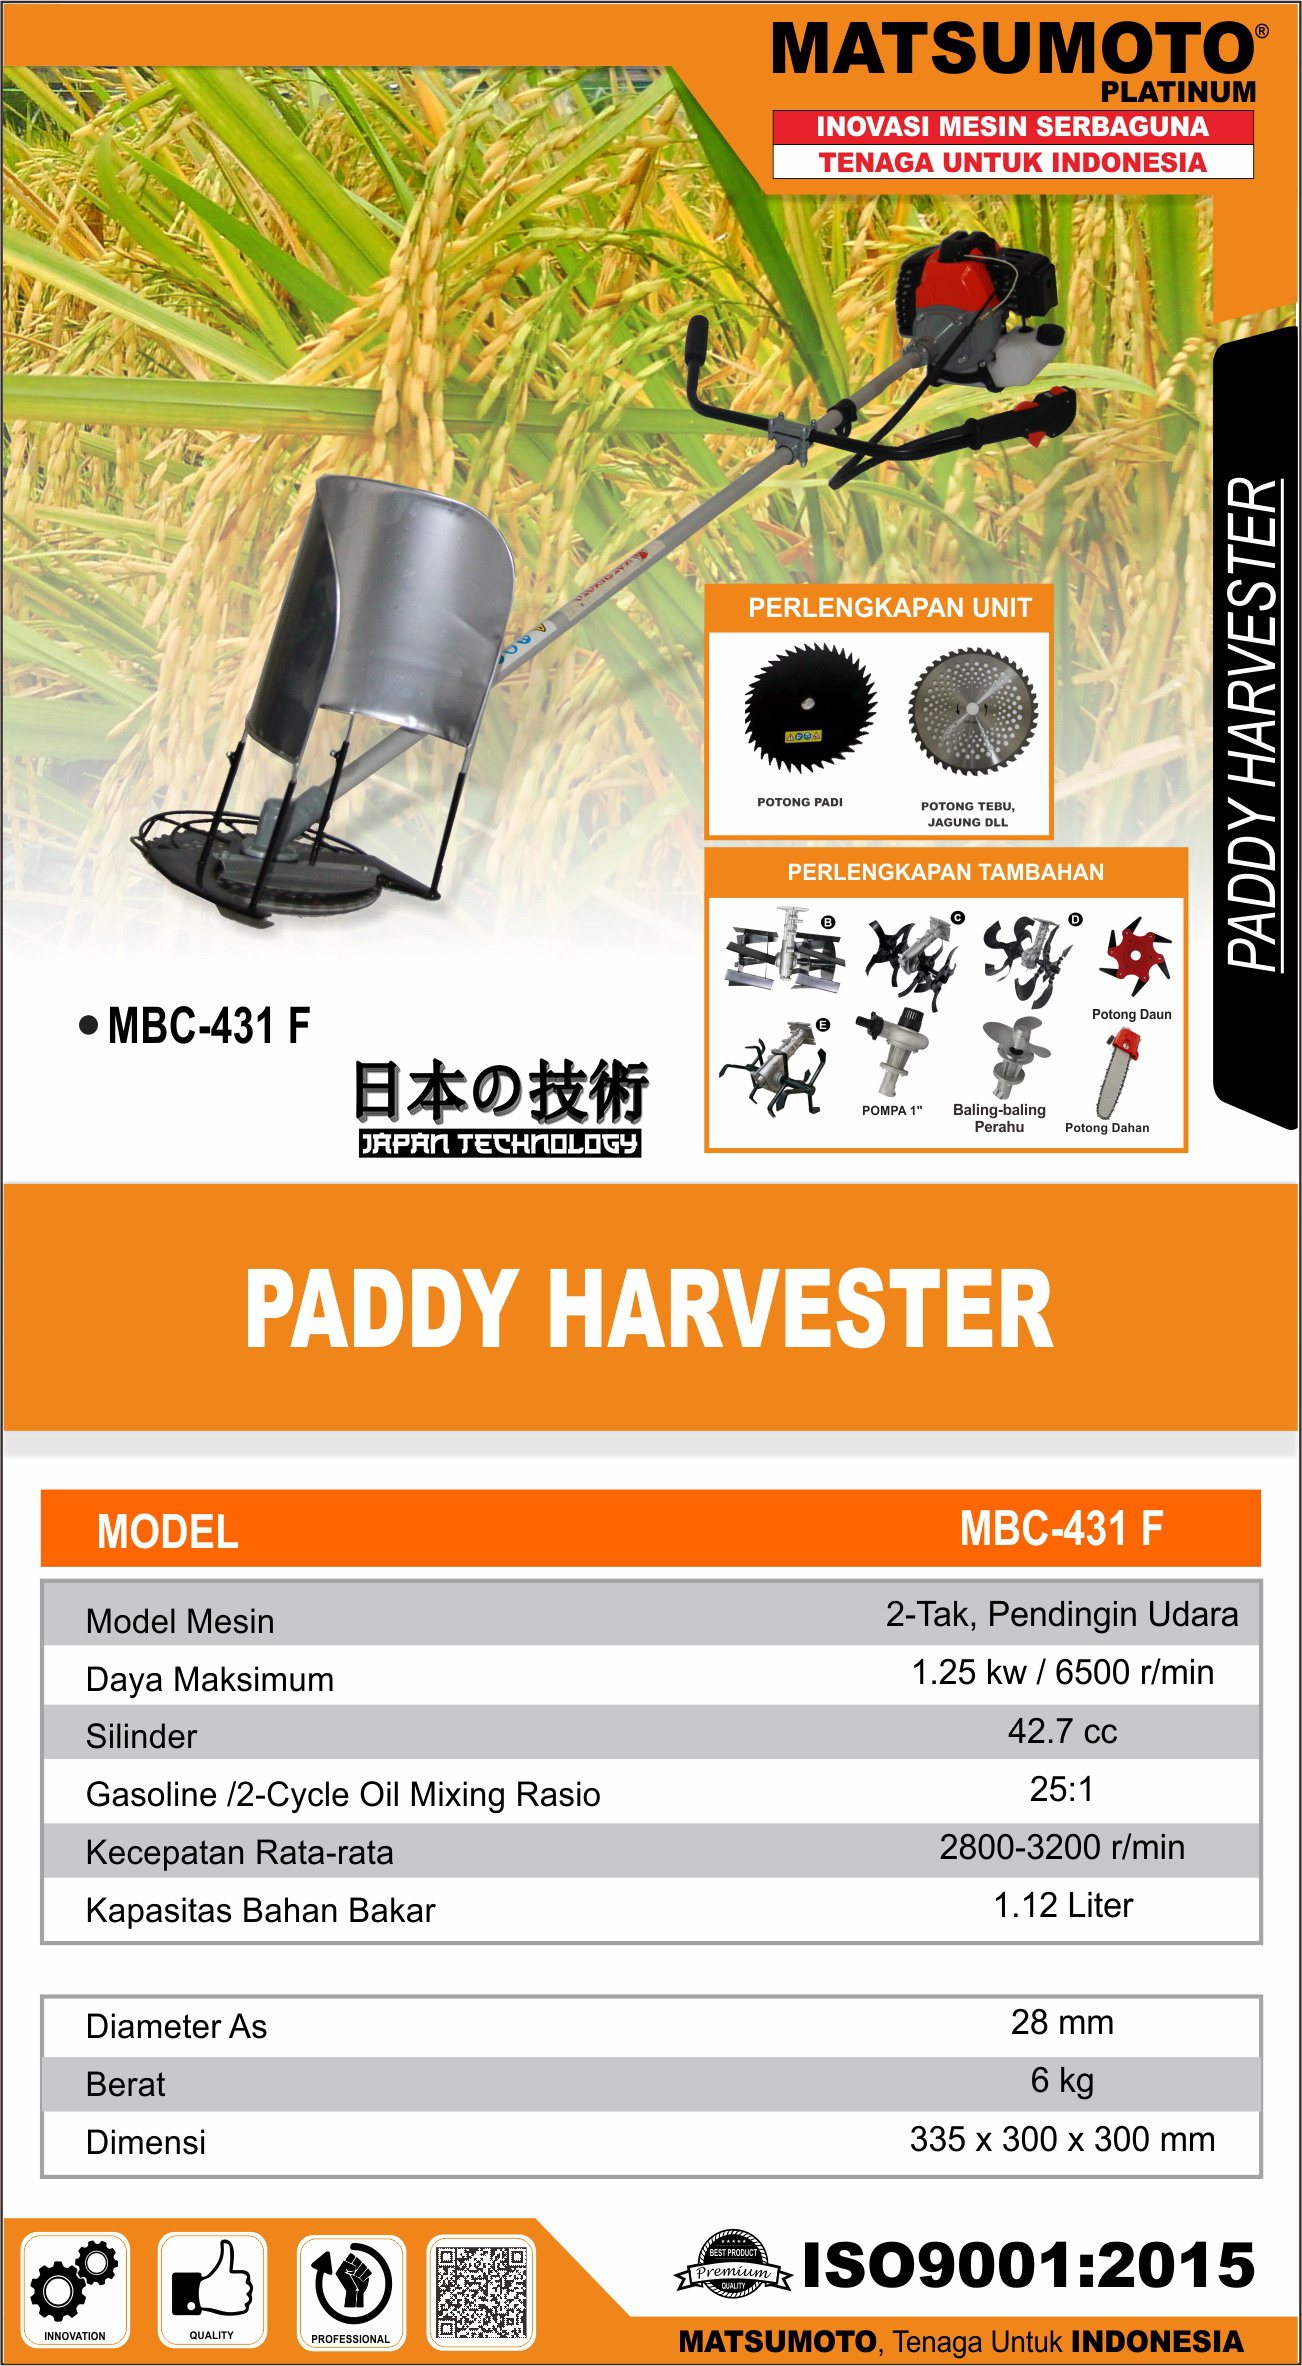 MATSUMOTO®
PLATINUM
INOVASI MESIN SERBAGUNA
TENAGA UNTUK INDONESIA
PADDY HARVESTER
PERLENGKAPAN UNIT
POTONG PADI
POTONG TEBU,
JAGUNG DLL
PERLENGKAPAN TAMBAHAN
B
C
D
Potong Daun
E
POMPA 1"
Baling-baling
Perahu
Potong Dahan
• MBC-431 F
日本の技術
JAPAN TECHNOLOGY
PADDY HARVESTER
MODEL MBC-431 F
Model Mesin 2-Tak, Pendingin Udara
Daya Maksimum 1.25 kw / 6500 r/min
Silinder 42.7 cc
Gasoline /2-Cycle Oil Mixing Rasio 25:1
Kecepatan Rata-rata 2800-3200 r/min
Kapasitas Bahan Bakar 1.12 Liter
Diameter As 28 mm
Berat 6 kg
Dimensi 335 x 300 x 300 mm
INNOVATION
QUALITY
PROFESSIONAL
BEST PRODUCT
Premium
QUALITY
ISO9001:2015
MATSUMOTO, Tenaga Untuk INDONESIA